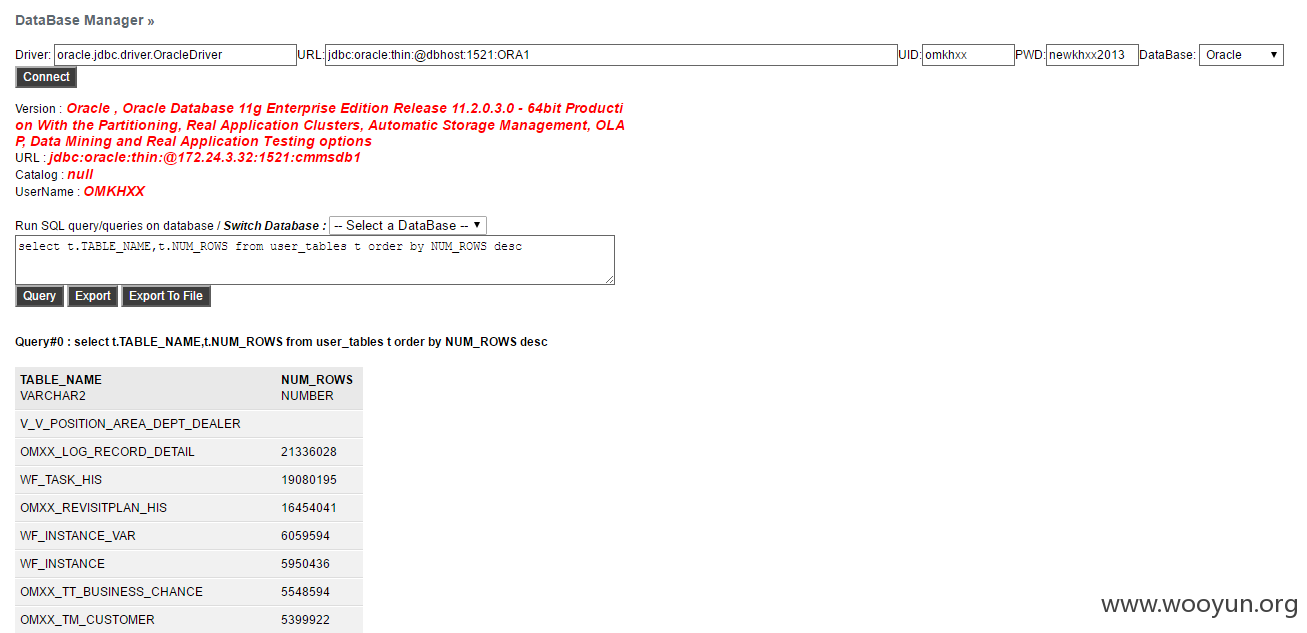 DataBase Manager »
Driver: oracle.jdbc.driver.OracleDriver URL: jdbc:oracle:thin:@dbhost:1521:ORA1 UID: omkhxx PWD: newkhxx2013 DataBase: Oracle
Connect
Version : Oracle , Oracle Database 11g Enterprise Edition Release 11.2.0.3.0 - 64bit Producti
on With the Partitioning, Real Application Clusters, Automatic Storage Management, OLA
P, Data Mining and Real Application Testing options
URL : jdbc:oracle:thin:@172.24.3.32:1521:cmmsdb1
Catalog : null
UserName : OMKHXX
Run SQL query/queries on database / Switch Database : -- Select a DataBase --
select t.TABLE_NAME,t.NUM_ROWS from user_tables t order by NUM_ROWS desc
Query Export Export To File
Query#0 : select t.TABLE_NAME,t.NUM_ROWS from user_tables t order by NUM_ROWS desc
TABLE_NAME NUM_ROWS
VARCHAR2 NUMBER
V_V_POSITION_AREA_DEPT_DEALER
OMXX_LOG_RECORD_DETAIL 21336028
WF_TASK_HIS 19080195
OMXX_REVISITPLAN_HIS 16454041
WF_INSTANCE_VAR 6059594
WF_INSTANCE 5950436
OMXX_TT_BUSINESS_CHANCE 5548594
OMXX_TM_CUSTOMER 5399922
www.wooyun.org